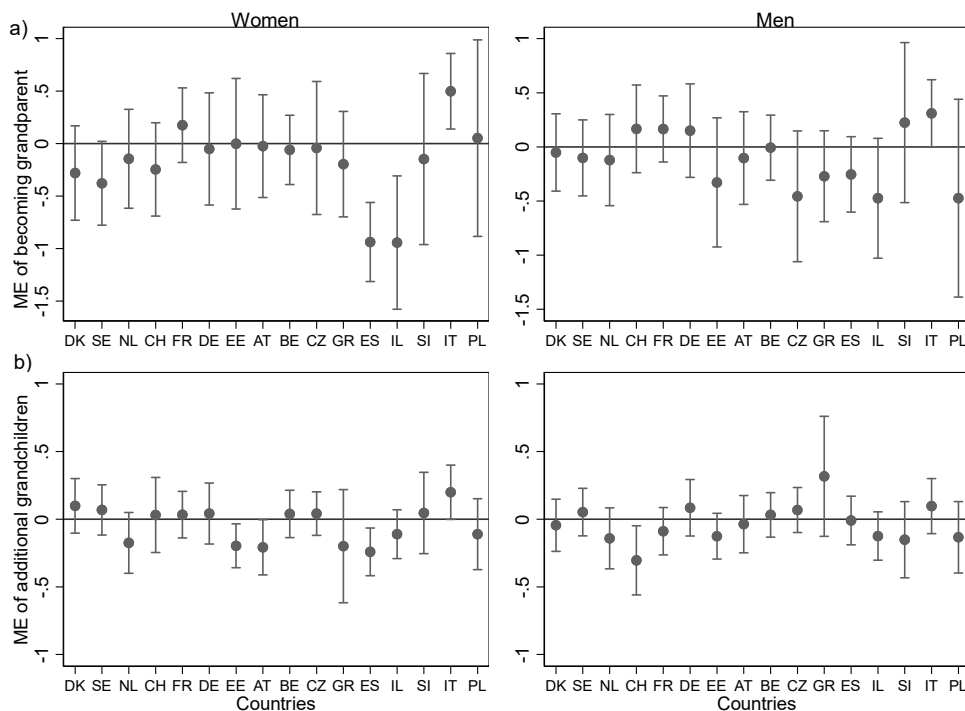 Women
Men
a)
ME of becoming grandparent
1
.5
0
-.5
-1
-1.5
DK SE NL CH FR DE EE AT BE CZ GR ES IL SI IT PL
1
.5
0
-.5
-1
-1.5
DK SE NL CH FR DE EE AT BE CZ GR ES IL SI IT PL
b)
ME of additional grandchildren
1
.5
0
-.5
-1
DK SE NL CH FR DE EE AT BE CZ GR ES IL SI IT PL
Countries
1
.5
0
-.5
-1
DK SE NL CH FR DE EE AT BE CZ GR ES IL SI IT PL
Countries